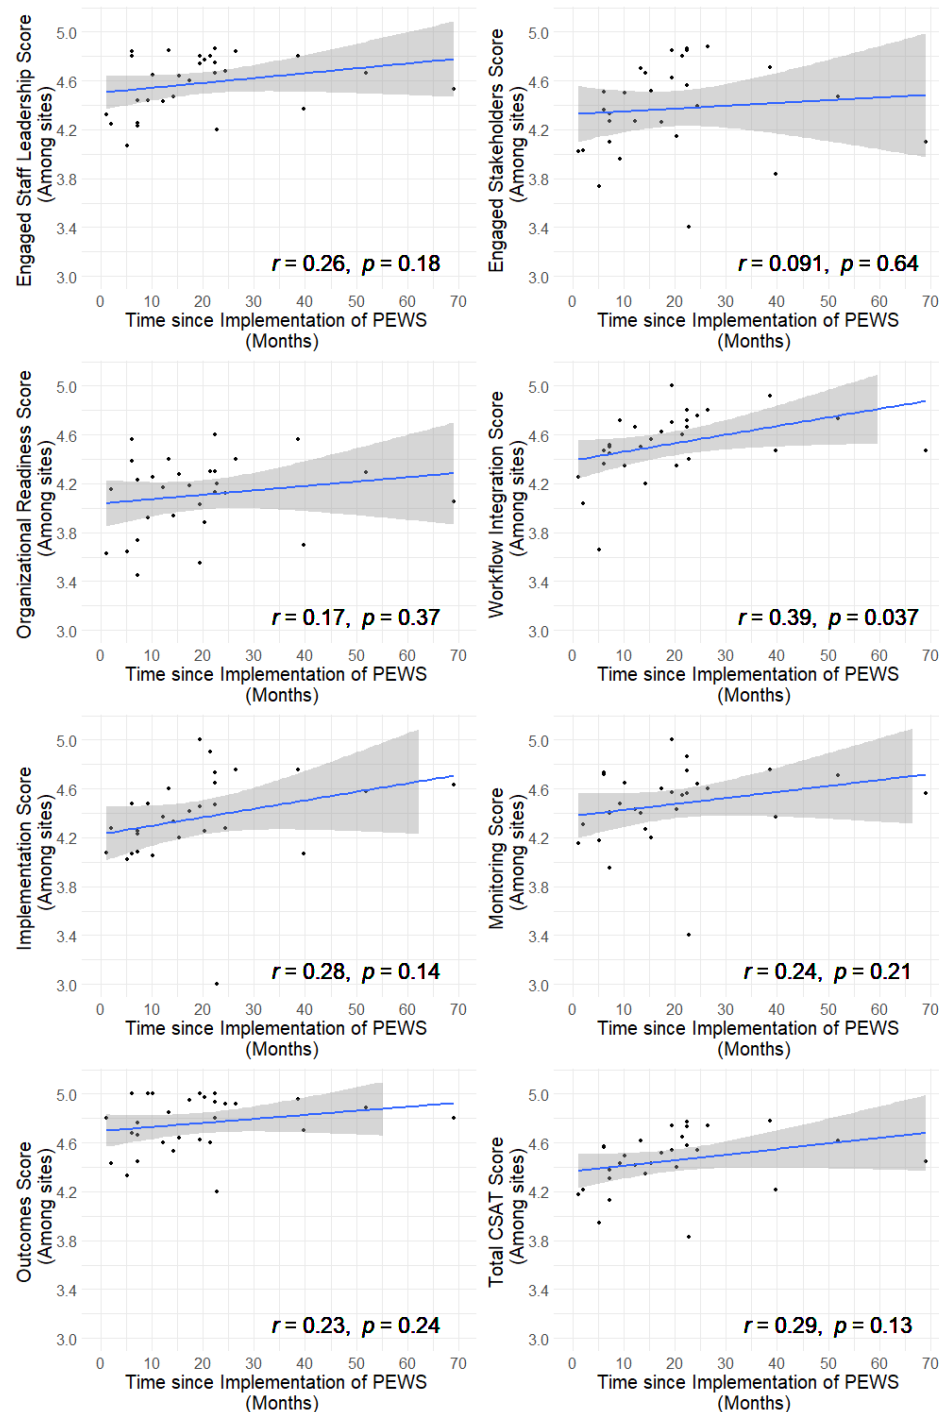 Engaged Staff Leadership Score
(Among sites)
5.0
4.6
4.2
3.8
3.4
3.0
r = 0.26, p = 0.18
0 10 20 30 40 50 60 70
Time since Implementation of PEWS
(Months)
Engaged Stakeholders Score
(Among sites)
5.0
4.6
4.2
3.8
3.4
3.0
r = 0.091, p = 0.64
0 10 20 30 40 50 60 70
Time since Implementation of PEWS
(Months)
Organizational Readiness Score
(Among sites)
5.0
4.6
4.2
3.8
3.4
3.0
r = 0.17, p = 0.37
0 10 20 30 40 50 60 70
Time since Implementation of PEWS
(Months)
Workflow Integration Score
(Among sites)
5.0
4.6
4.2
3.8
3.4
3.0
r = 0.39, p = 0.037
0 10 20 30 40 50 60 70
Time since Implementation of PEWS
(Months)
Implementation Score
(Among sites)
5.0
4.6
4.2
3.8
3.4
3.0
r = 0.28, p = 0.14
0 10 20 30 40 50 60 70
Time since Implementation of PEWS
(Months)
Monitoring Score
(Among sites)
5.0
4.6
4.2
3.8
3.4
3.0
r = 0.24, p = 0.21
0 10 20 30 40 50 60 70
Time since Implementation of PEWS
(Months)
Outcomes Score
(Among sites)
5.0
4.6
4.2
3.8
3.4
3.0
r = 0.23, p = 0.24
0 10 20 30 40 50 60 70
Time since Implementation of PEWS
(Months)
Total CSAT Score
(Among sites)
5.0
4.6
4.2
3.8
3.4
3.0
r = 0.29, p = 0.13
0 10 20 30 40 50 60 70
Time since Implementation of PEWS
(Months)